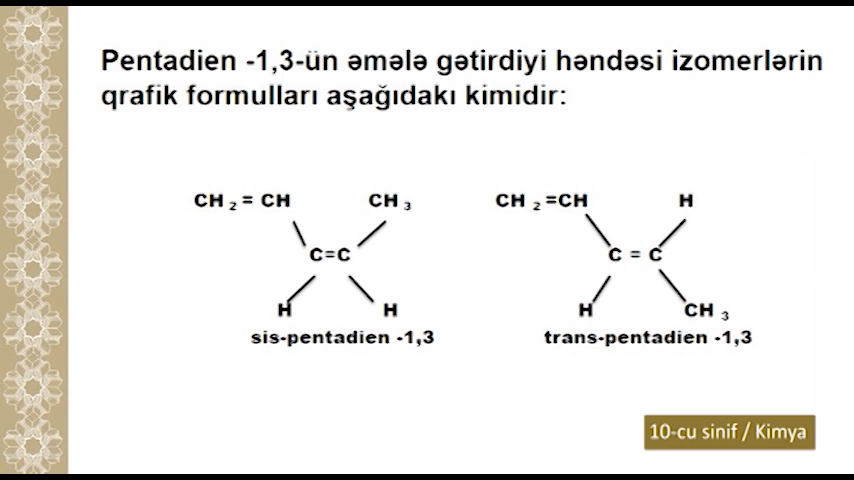 Pentadien -1,3-ün əmələ gətirdiyi həndəsi izomerlərin
qrafik formulları aşağıdakı kimidir:
CH 2 = CH CH 3
C=C
H H
sis-pentadien -1,3
CH 2 =CH H
C = C
H CH 3
trans-pentadien -1,3
10-cu sinif / Kimya